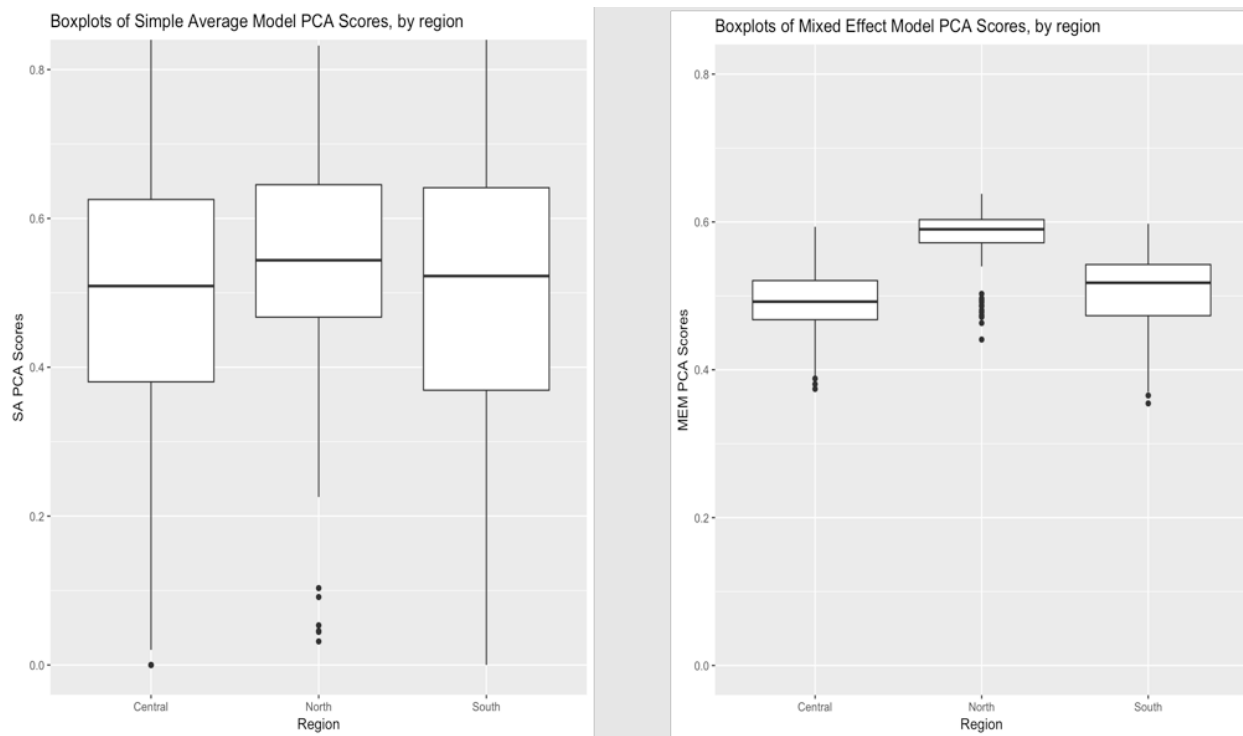 Boxplots of Simple Average Model PCA Scores, by region
SA PCA Scores
0.8
0.6
0.4
0.2
0.0
Central North South
Region
Boxplots of Mixed Effect Model PCA Scores, by region
MEM PCA Scores
0.8
0.6
0.4
0.2
0.0
Central North South
Region